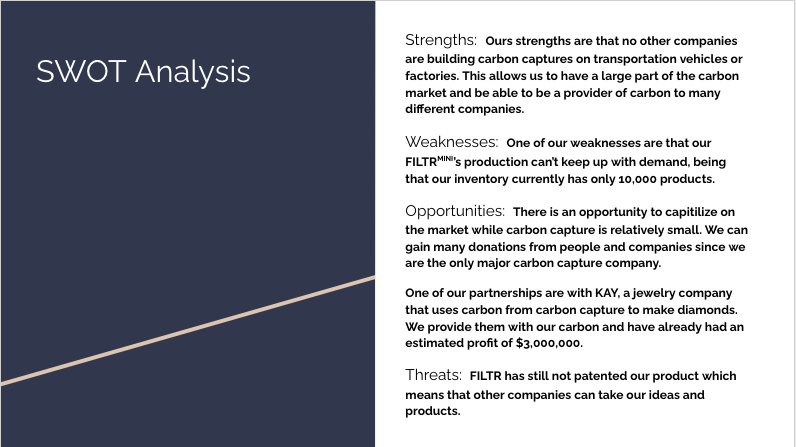 SWOT Analysis
Strengths: Ours strengths are that no other companies
are building carbon captures on transportation vehicles or
factories. This allows us to have a large part of the carbon
market and be able to be a provider of carbon to many
different companies.
Weaknesses: One of our weaknesses are that our
FILTRᴹᴵᴺᴵ's production can't keep up with demand, being
that our inventory currently has only 10,000 products.
Opportunities: There is an opportunity to capitilize on
the market while carbon capture is relatively small. We can
gain many donations from people and companies since we
are the only major carbon capture company.
One of our partnerships are with KAY, a jewelry company
that uses carbon from carbon capture to make diamonds.
We provide them with our carbon and have already had an
estimated profit of $3,000,000.
Threats: FILTR has still not patented our product which
means that other companies can take our ideas and
products.